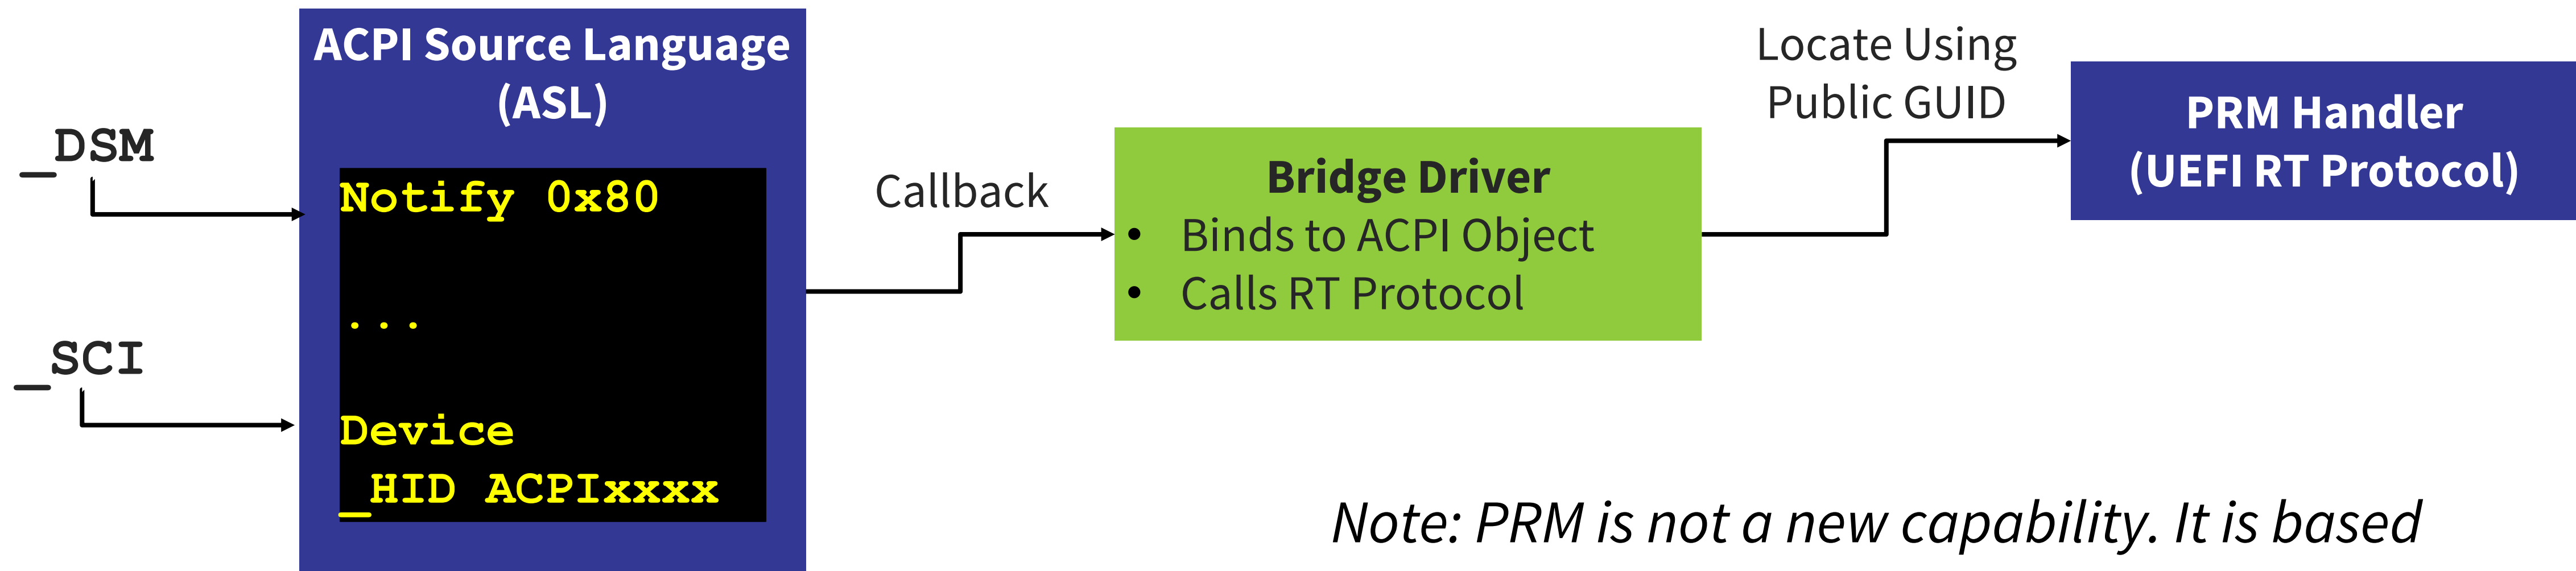 _DSM
_SCI
ACPI Source Language
(ASL)
Notify 0x80
...
Device
_HID ACPIxxxx
Callback
Bridge Driver
• Binds to ACPI Object
• Calls RT Protocol
Locate Using
Public GUID
PRM Handler
(UEFI RT Protocol)
Note: PRM is not a new capability. It is based